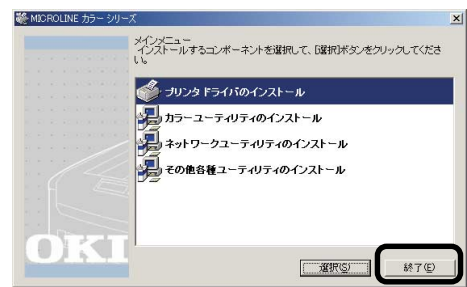 MICROLINE カラー シリーズ
メインメニュー
インストールするコンポーネントを選択して、[選択]ボタンをクリックしてくださ
い。
プリンタ ドライバのインストール
カラーユーティリティのインストール
ネットワークユーティリティのインストール
その他各種ユーティリティのインストール
OKI
選択(S)
終了(E)